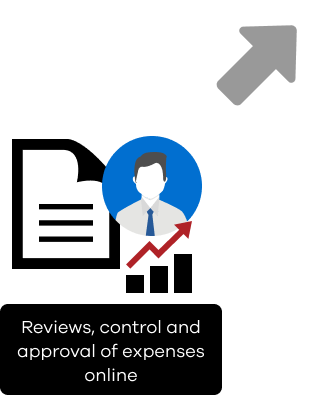 Reviews, control and
approval of expenses
online